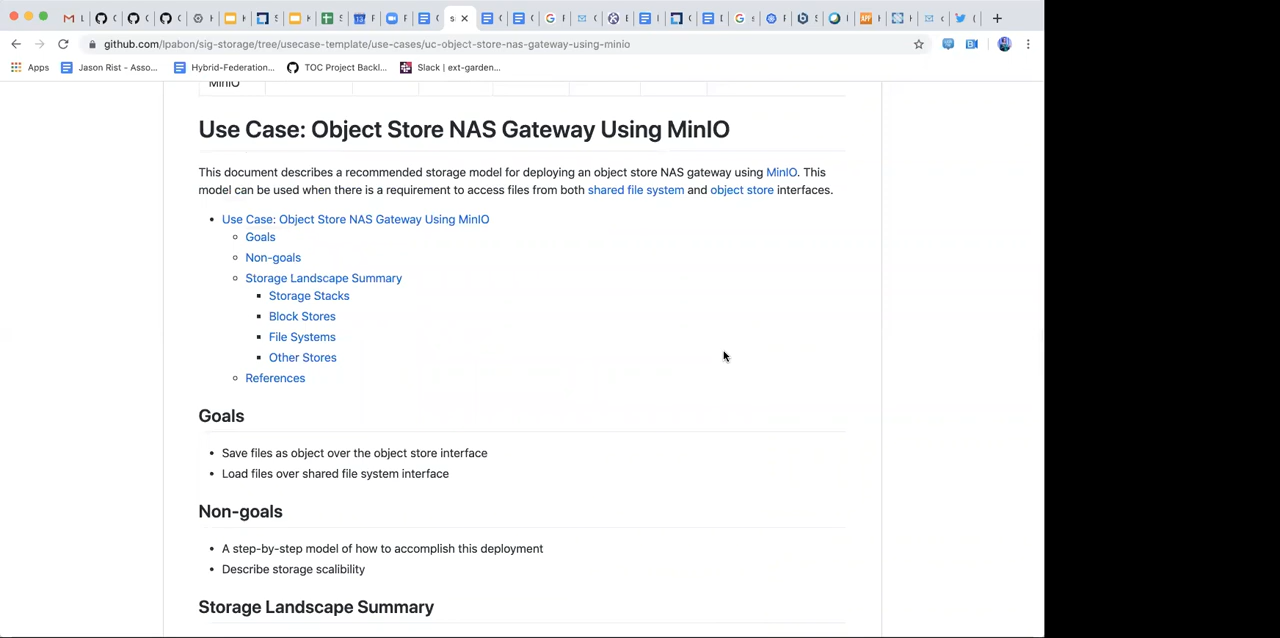 github.com/lpabon/sig-storage/tree/usecase-template/use-cases/uc-object-store-nas-gateway-using-minio
Apps Jason Rist - Asso... Hybrid-Federation... TOC Project Backl... Slack | ext-garden...
MinIO
Use Case: Object Store NAS Gateway Using MinIO
This document describes a recommended storage model for deploying an object store NAS gateway using MinIO. This
model can be used when there is a requirement to access files from both shared file system and object store interfaces.
Use Case: Object Store NAS Gateway Using MinIO
Goals
Non-goals
Storage Landscape Summary
Storage Stacks
Block Stores
File Systems
Other Stores
References
Goals
Save files as object over the object store interface
Load files over shared file system interface
Non-goals
A step-by-step model of how to accomplish this deployment
Describe storage scalibility
Storage Landscape Summary